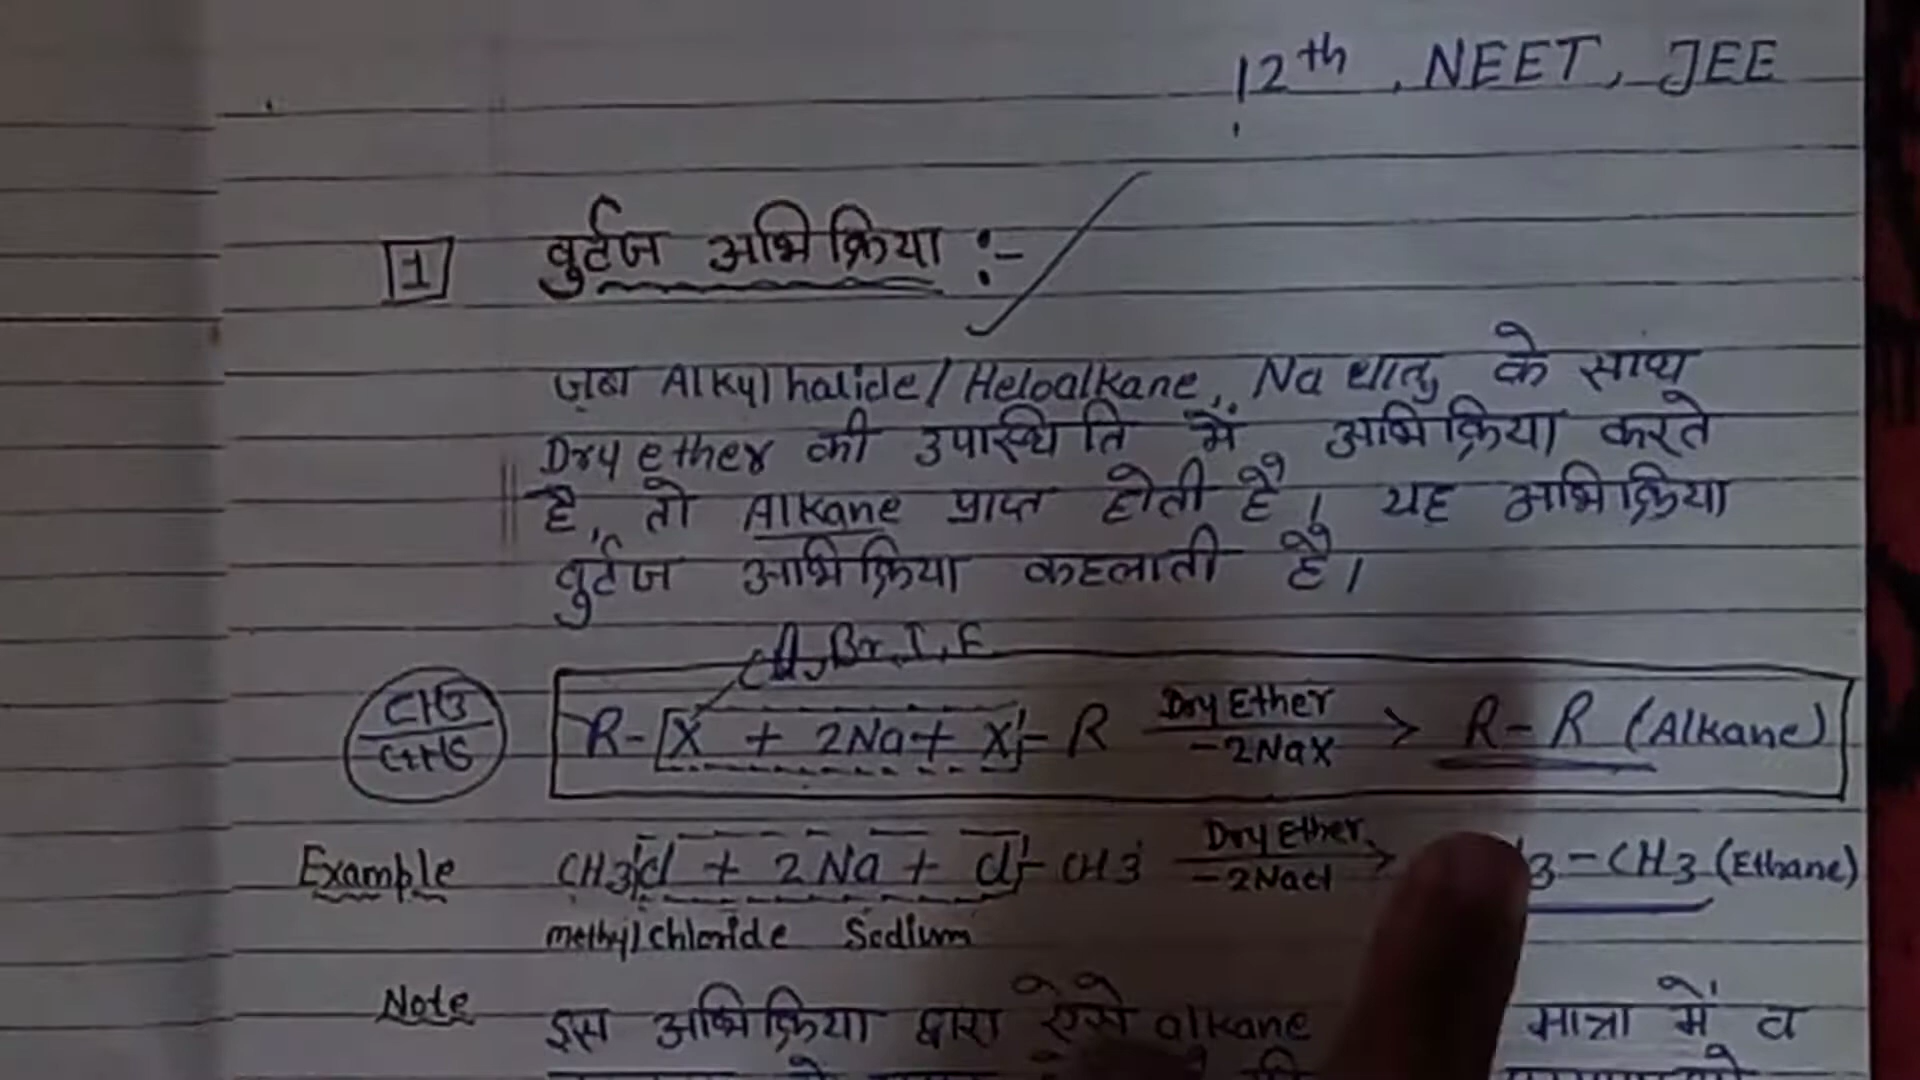 12th, NEET, JEE
1 वुर्टज अभिक्रिया :-
जब Alkyl halide/Heloalkane, Na धातु के साथ
Dry ether की उपस्थिति में अभिक्रिया करते
है, तो Alkane प्राप्त होती है। यह अभिक्रिया
वुर्टज अभिक्रिया कहलाती है।
Cl, Br, I, F
CH3
R-X + 2Na + X-R Dry Ether -2NaX > R-R (Alkane)
Example CH3Cl + 2Na + Cl-CH3 Dry Ether -2NaCl > 3-CH3 (Ethane)
methyl chloride Sodium
Note इस अभिक्रिया द्वारा ऐसे alkane मात्रा में व